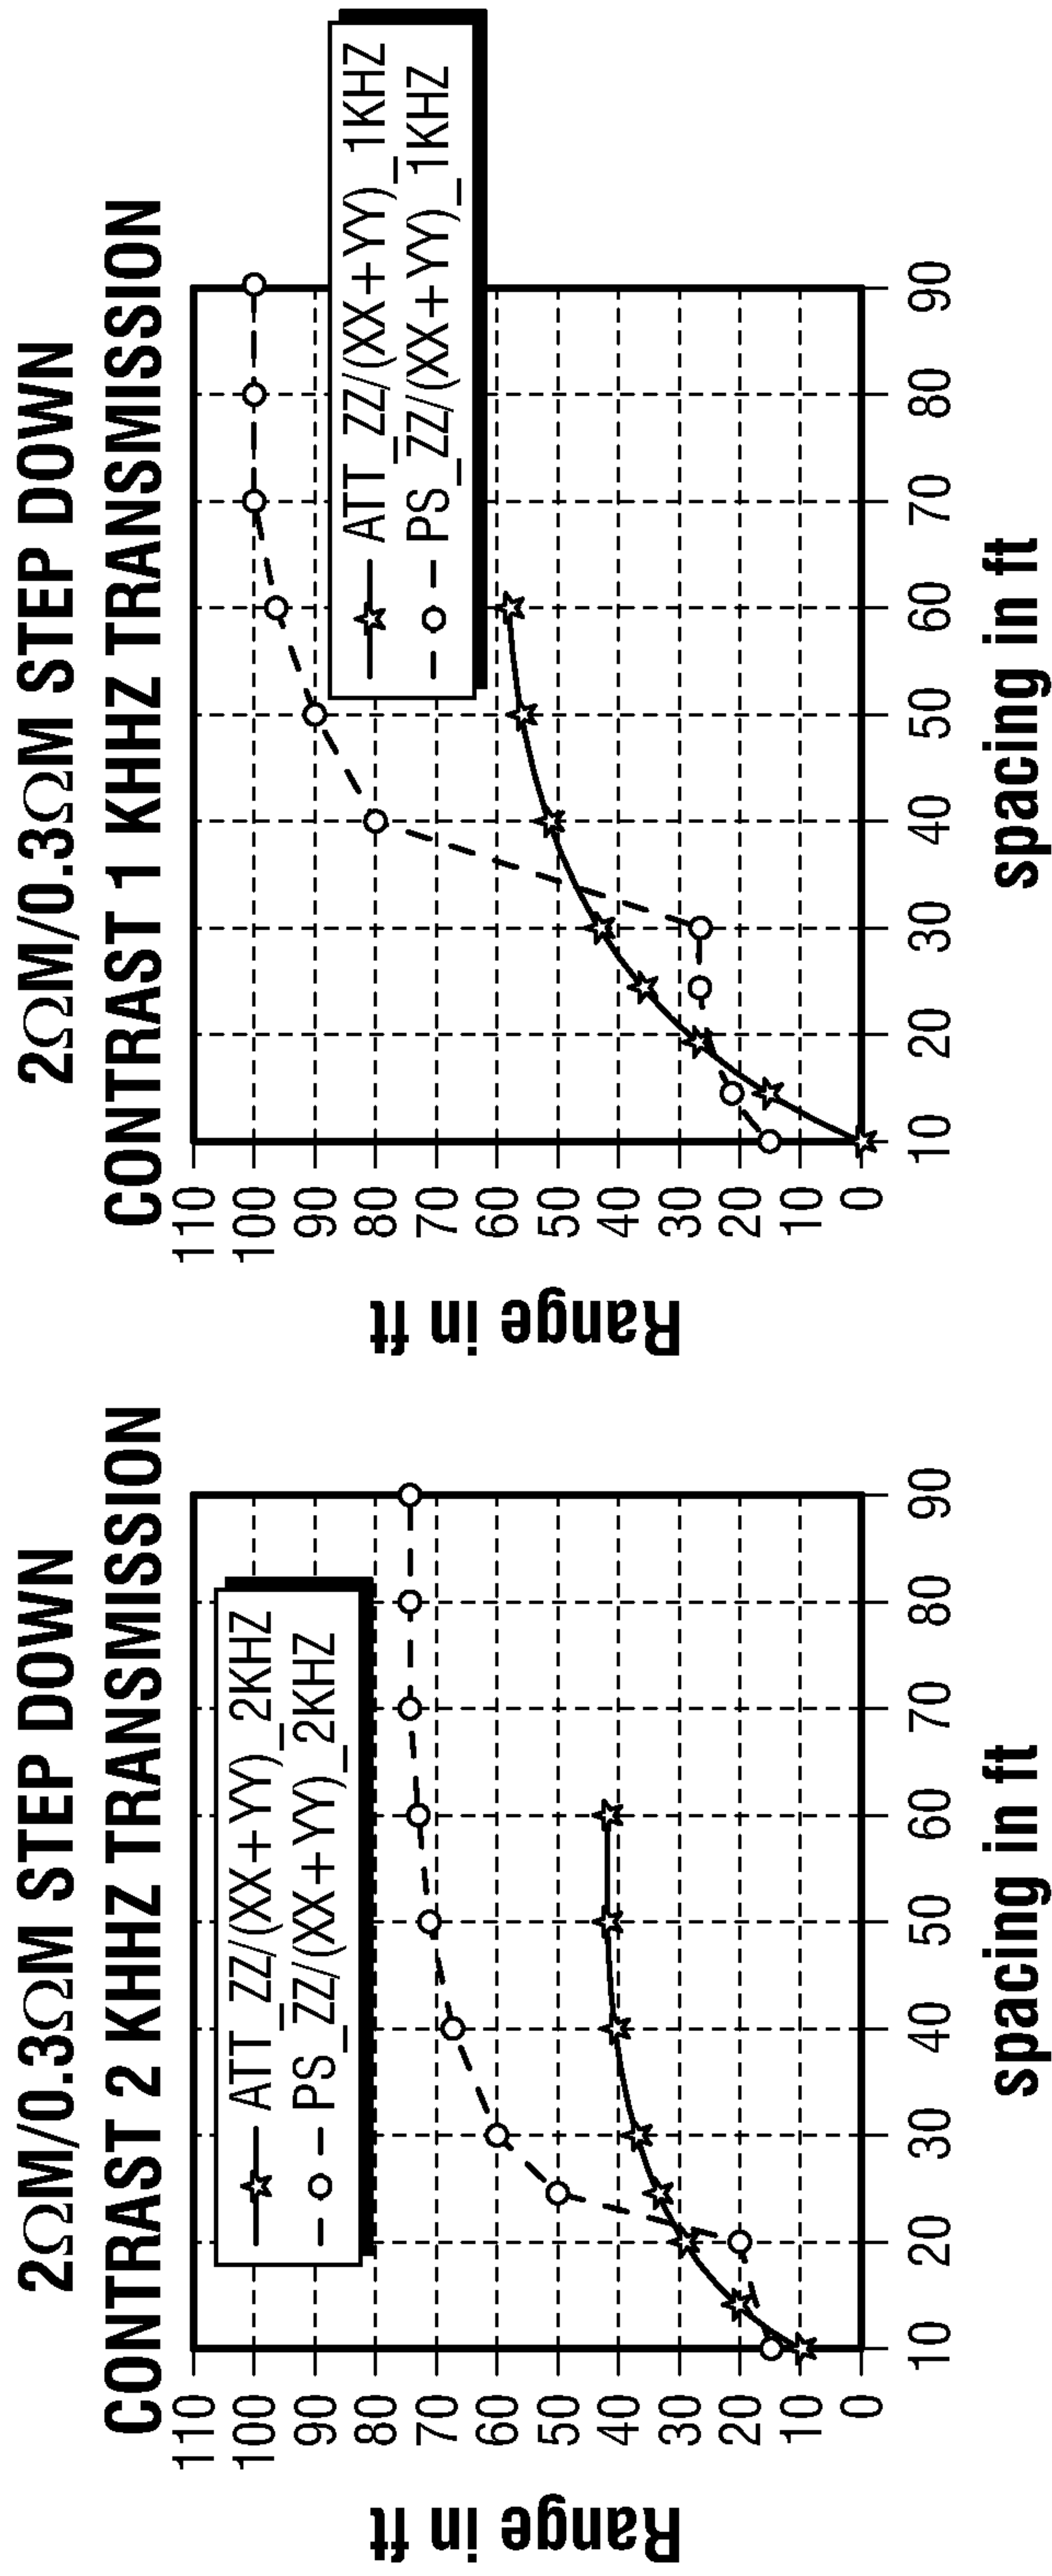 2ΩM/0.3ΩM STEP DOWN
CONTRAST 2 KHHZ TRANSMISSION
ATT_ZZ/(XX+YY)_2KHZ
PS_ZZ/(XX+YY)_2KHZ
Range in ft
110
100
90
80
70
60
50
40
30
20
10
0
10 20 30 40 50 60 70 80 90
spacing in ft
2ΩM/0.3ΩM STEP DOWN
CONTRAST 1 KHHZ TRANSMISSION
ATT_ZZ/(XX+YY)_1KHZ
PS_ZZ/(XX+YY)_1KHZ
Range in ft
110
100
90
80
70
60
50
40
30
20
10
0
10 20 30 40 50 60 70 80 90
spacing in ft